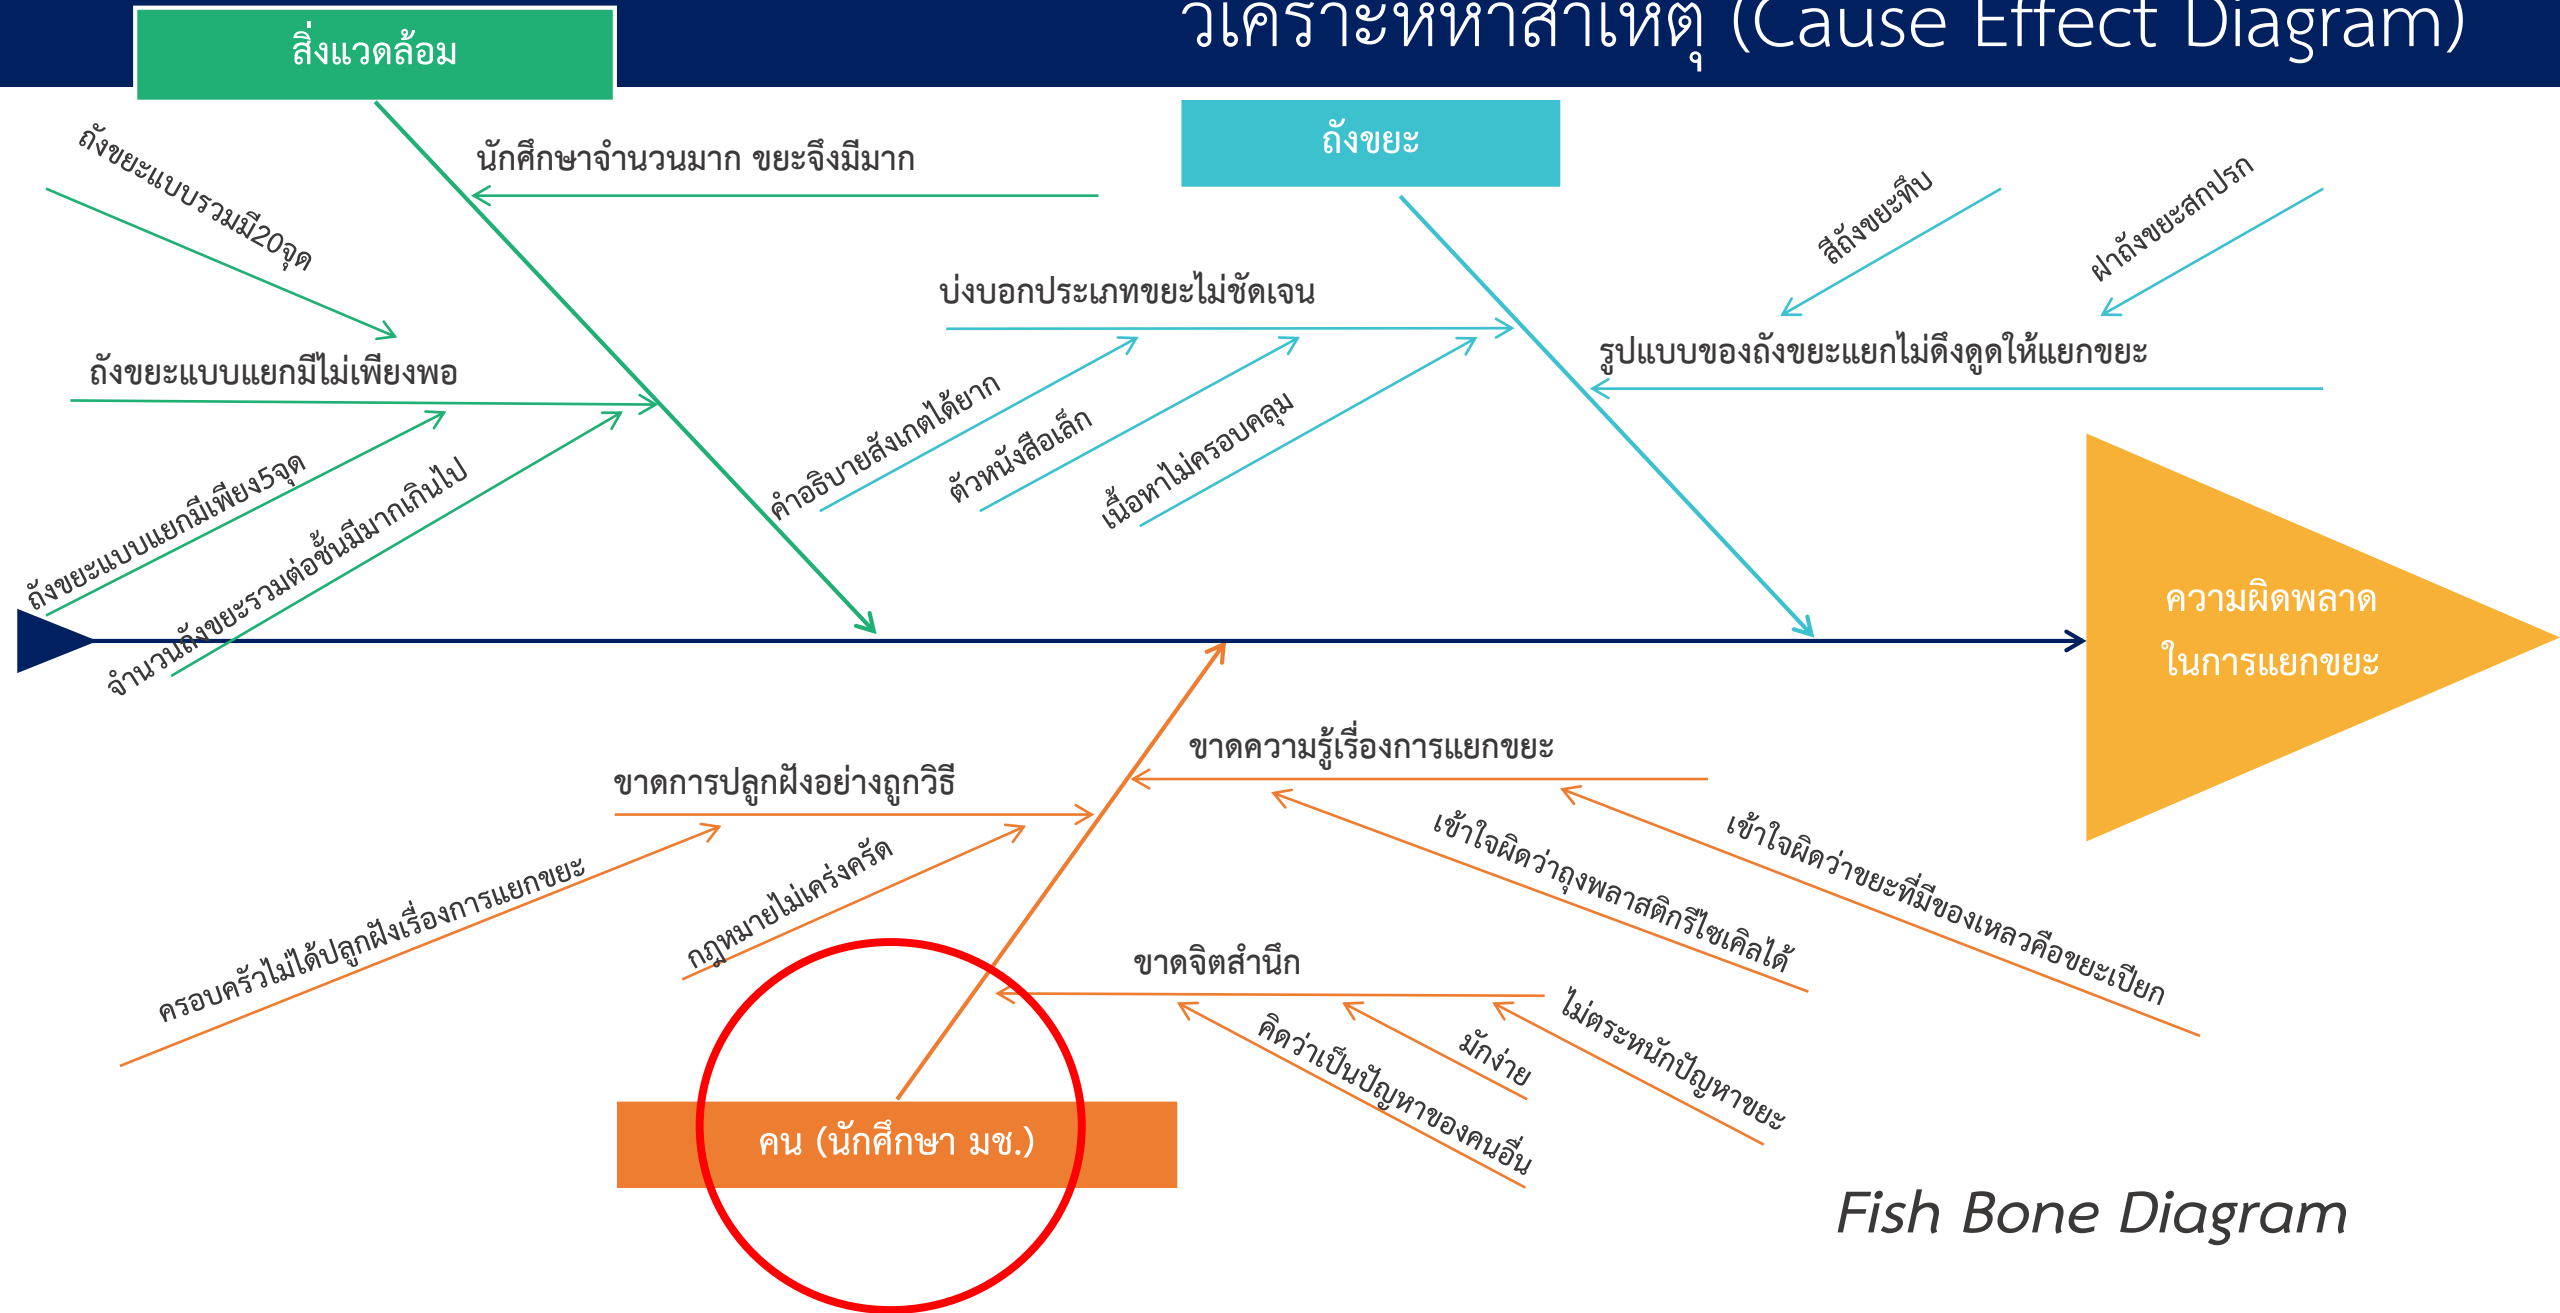 วิเคราะห์หาสาเหตุ (Cause Effect Diagram)
สิ่งแวดล้อม
ถังขยะ
นักศึกษาจำนวนมาก ขยะจึงมีมาก
ถังขยะแบบรวมมี20จุด
ถังขยะแบบแยกมีไม่เพียงพอ
ถังขยะแบบแยกมีเพียง5จุด
จำนวนถังขยะรวมต่อชั้นมีมากเกินไป
บ่งบอกประเภทขยะไม่ชัดเจน
คำอธิบายสังเกตได้ยาก
ตัวหนังสือเล็ก
เนื้อหาไม่ครอบคลุม
สีถังขยะทึบ
ฝาถังขยะสกปรก
รูปแบบของถังขยะแยกไม่ดึงดูดให้แยกขยะ
ความผิดพลาด
ในการแยกขยะ
ขาดการปลูกฝังอย่างถูกวิธี
ครอบครัวไม่ได้ปลูกฝังเรื่องการแยกขยะ
กฎหมายไม่เคร่งครัด
ขาดความรู้เรื่องการแยกขยะ
เข้าใจผิดว่าถุงพลาสติกรีไซเคิลได้
เข้าใจผิดว่าขยะที่มีของเหลวคือขยะเปียก
ขาดจิตสำนึก
คิดว่าเป็นปัญหาของคนอื่น
มักง่าย
ไม่ตระหนักปัญหาขยะ
คน (นักศึกษา มช.)
Fish Bone Diagram